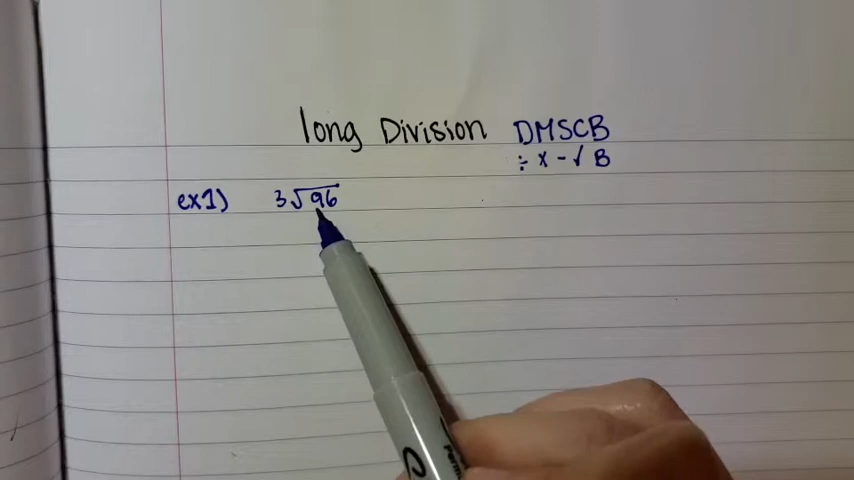 long Division DMSCB
÷ x - √ B
ex1) 3√96